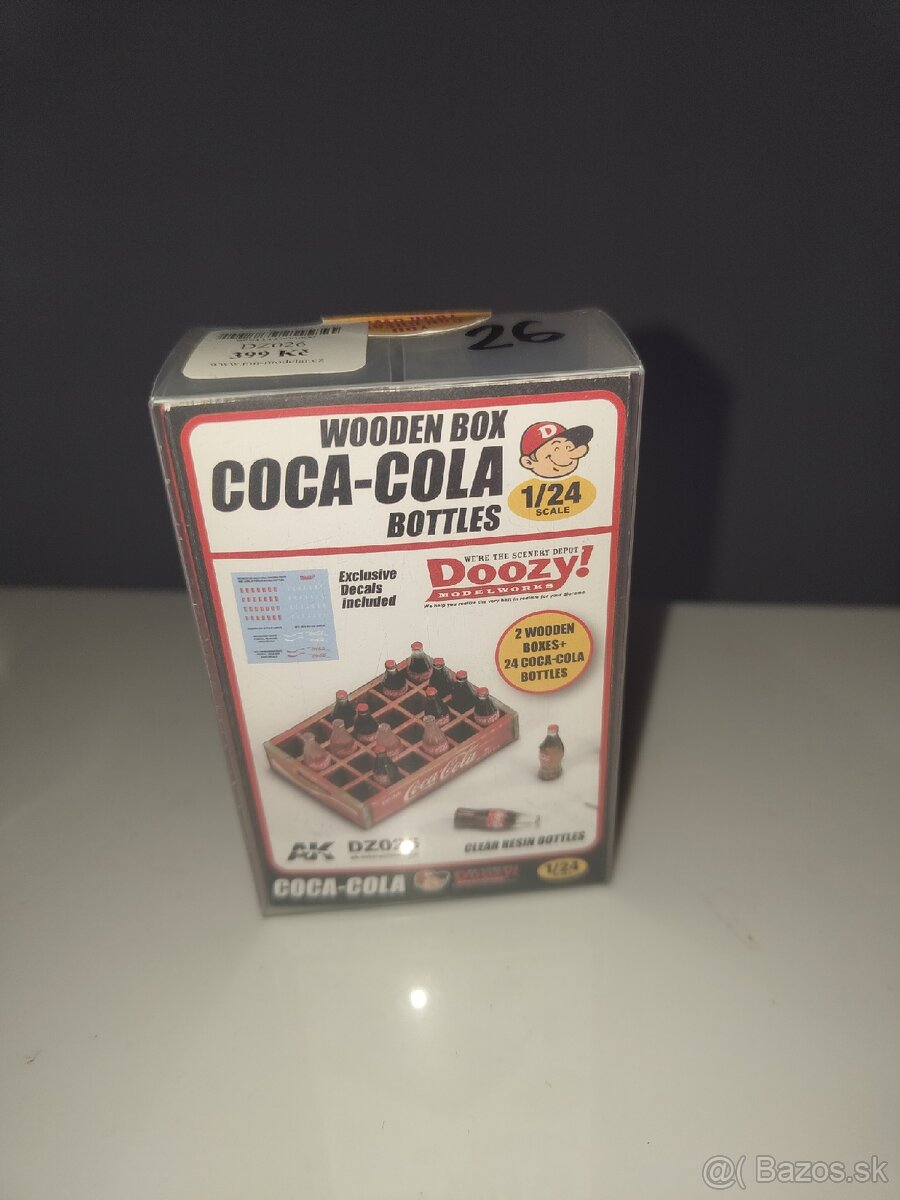 DZ026
399 Kč
26
WOODEN BOX
COCA-COLA
BOTTLES
D
1/24
SCALE
Exclusive
Decals
included
WE'RE THE SCENERY DEPOT
Doozy!
MODELWORKS
2 WOODEN
BOXES+
24 COCA-COLA
BOTTLES
Coca-Cola
AK
CLEAR RESIN BOTTLES
COCA-COLA
Doozy!
1/24
@( Bazos.sk